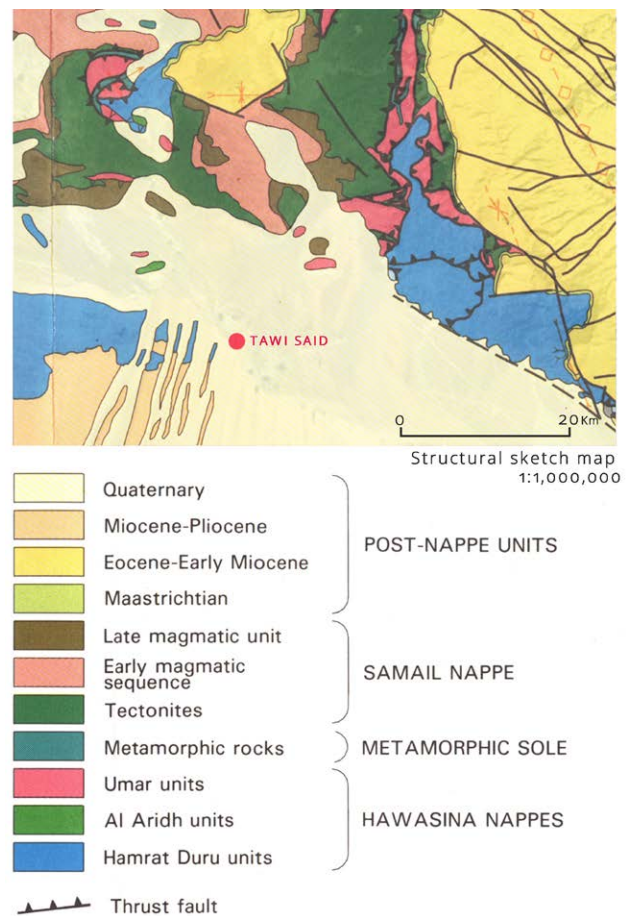 TAWI SAID
0 20Km
Structural sketch map
1:1,000,000
Quaternary
Miocene-Pliocene
Eocene-Early Miocene
Maastrichtian
POST-NAPPE UNITS
Late magmatic unit
Early magmatic
sequence
Tectonites
SAMAIL NAPPE
Metamorphic rocks
METAMORPHIC SOLE
Umar units
Al Aridh units
Hamrat Duru units
HAWASINA NAPPES
Thrust fault